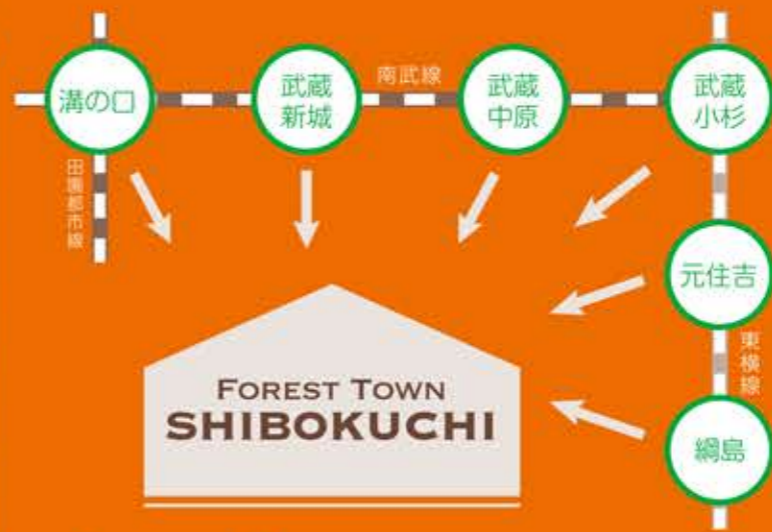 溝の口
武蔵
新城
南武線
武蔵
中原
武蔵
小杉
田園都市線
元住吉
東横線
綱島
FOREST TOWN
SHIBOKUCHI